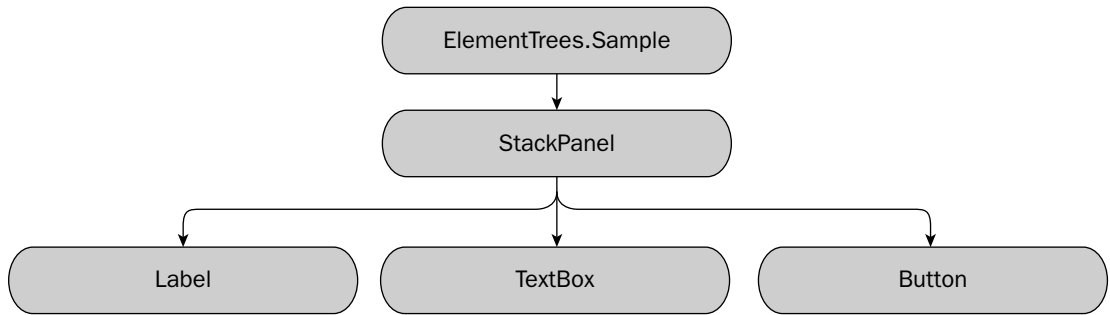 ElementTrees.Sample
StackPanel
Label
TextBox
Button